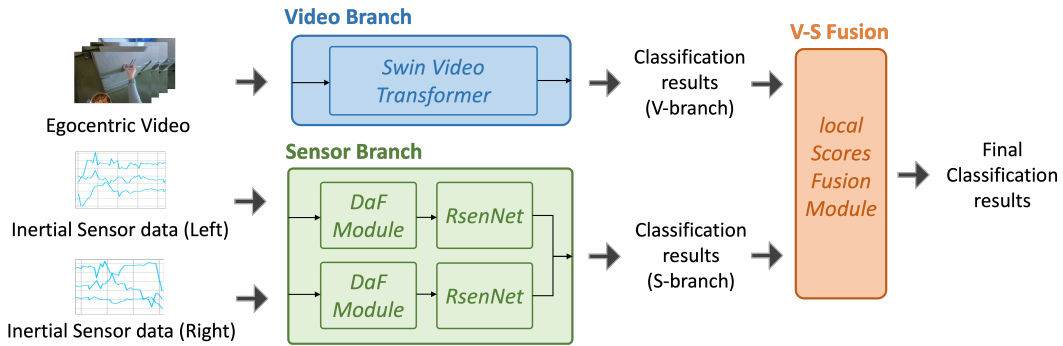 Video Branch
V-S Fusion
Swin Video
Transformer
Classification
results
(V-branch)
Egocentric Video
Sensor Branch
local
Scores
Fusion
Module
Final
Classification
results
Inertial Sensor data (Left)
DaF
Module
RsenNet
Classification
results
(S-branch)
DaF
Module
RsenNet
Inertial Sensor data (Right)